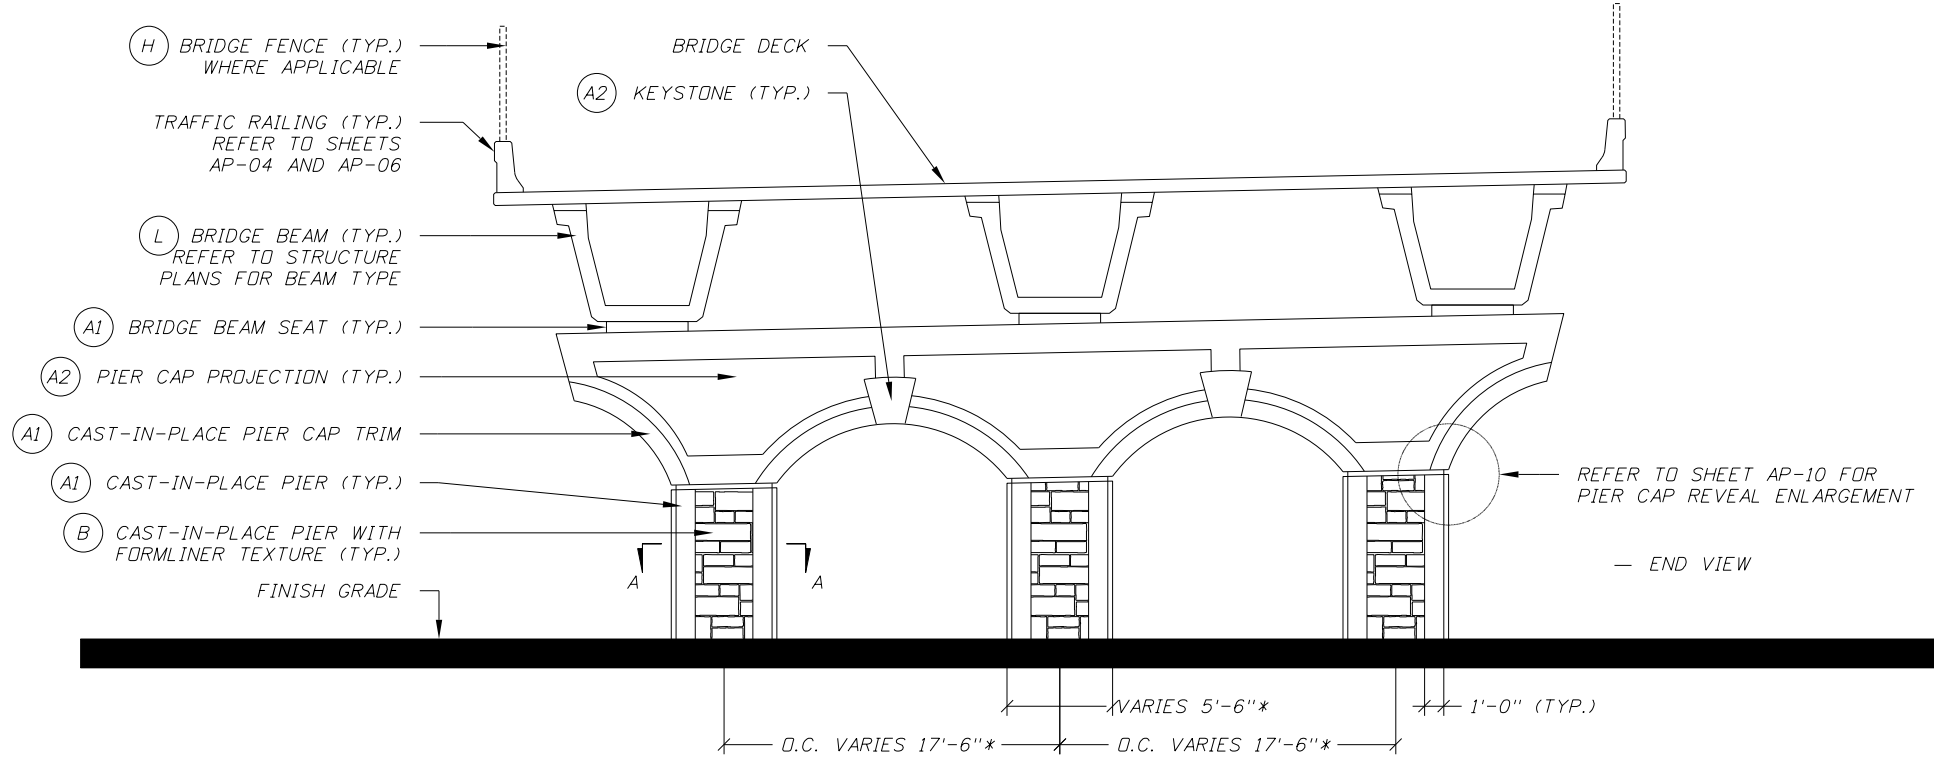 H BRIDGE FENCE (TYP.)
WHERE APPLICABLE
BRIDGE DECK
A2 KEYSTONE (TYP.)
TRAFFIC RAILING (TYP.)
REFER TO SHEETS
AP-04 AND AP-06
L BRIDGE BEAM (TYP.)
REFER TO STRUCTURE
PLANS FOR BEAM TYPE
A1 BRIDGE BEAM SEAT (TYP.)
A2 PIER CAP PROJECTION (TYP.)
A1 CAST-IN-PLACE PIER CAP TRIM
A1 CAST-IN-PLACE PIER (TYP.)
B CAST-IN-PLACE PIER WITH
FORMLINER TEXTURE (TYP.)
FINISH GRADE
A A
REFER TO SHEET AP-10 FOR
PIER CAP REVEAL ENLARGEMENT
— END VIEW
VARIES 5'-6"*
1'-0" (TYP.)
O.C. VARIES 17'-6"*
O.C. VARIES 17'-6"*